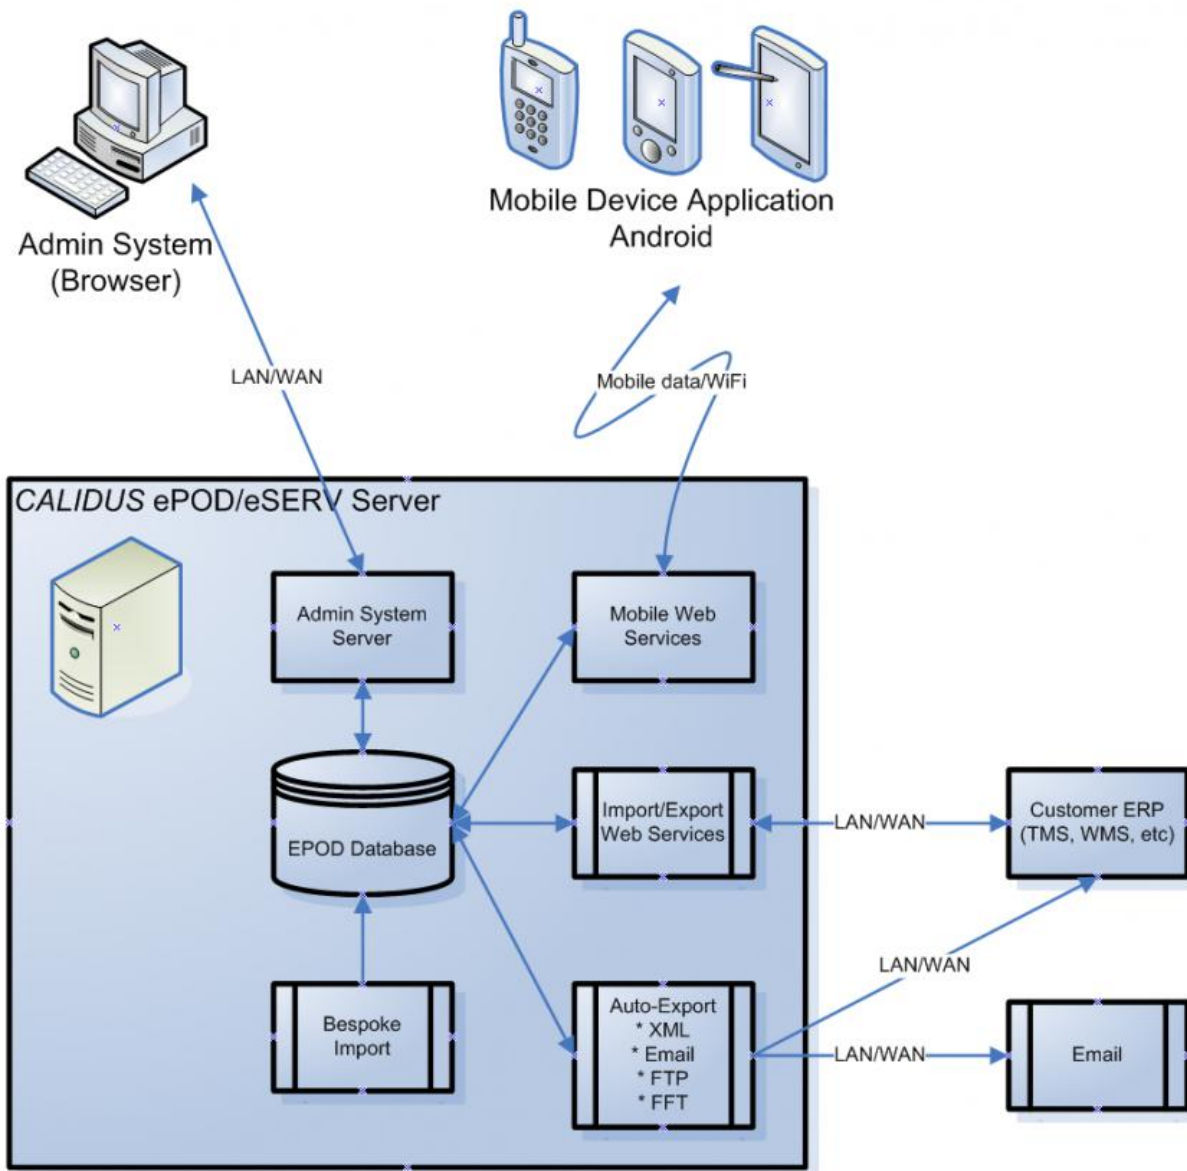 Admin System
(Browser)
Mobile Device Application
Android
LAN/WAN
Mobile data/WiFi
CALIDUS ePOD/eSERV Server
Admin System
Server
Mobile Web
Services
EPOD Database
Import/Export
Web Services
LAN/WAN
Customer ERP
(TMS, WMS, etc)
LAN/WAN
Bespoke
Import
Auto-Export
* XML
* Email
* FTP
* FFT
LAN/WAN
Email